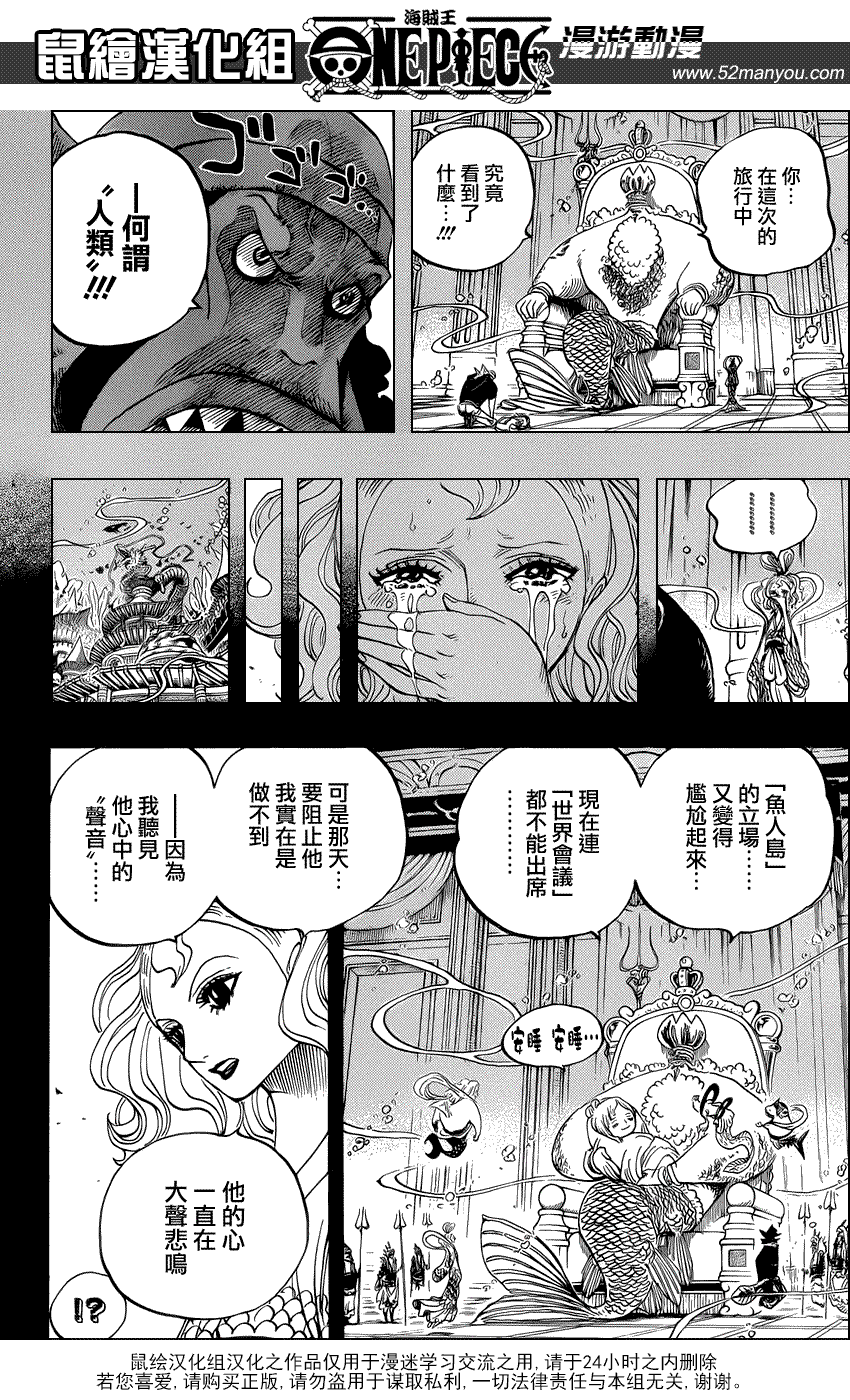 鼠繪漢化組
海賊王
ONE PIECE
漫游動漫
www.52manyou.com
你…
在這次的
旅行中
究竟
看到了
什麼…!!!
ゴゴゴ…
—何謂
〝人類〞!!!
…………
「魚人島」
的立場……
又變得
尷尬起來…
現在連
「世界會議」
都不能出席
…………
可是那天…
要阻止他
我實在是
做不到
——因為
我聽見
他心中的
〝聲音〞……
安睡 安睡…
他的心
一直在
大聲悲鳴
!?
鼠绘汉化组汉化之作品仅用于漫迷学习交流之用, 请于24小时之内删除
若您喜爱, 请购买正版, 请勿盗用于谋取私利, 一切法律责任与本组无关, 谢谢。